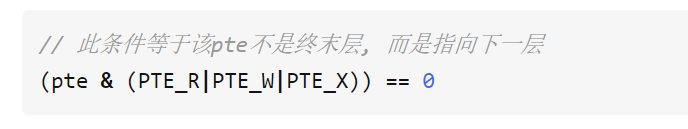 // 此条件等于该pte不是终末层, 而是指向下一层
(pte & (PTE_R|PTE_W|PTE_X)) == 0